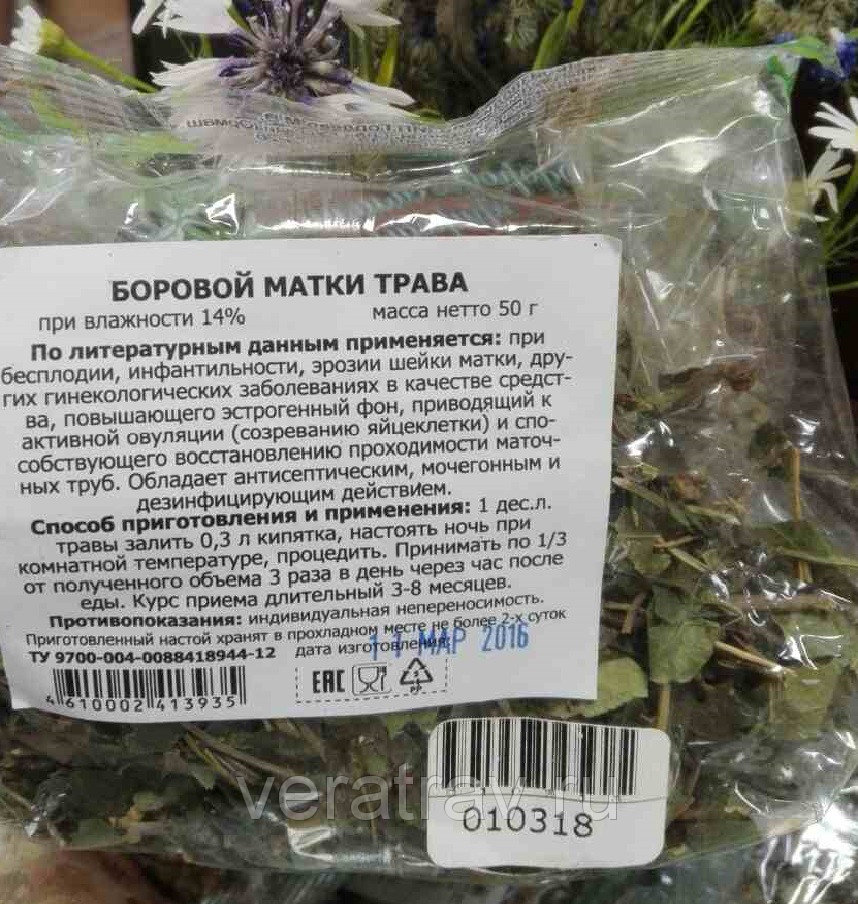 БОРОВОЙ МАТКИ ТРАВА
при влажности 14% масса нетто 50 г
По литературным данным применяется: при
бесплодии, инфантильности, эрозии шейки матки, дру-
гих гинекологических заболеваниях в качестве средст-
ва, повышающего эстрогенный фон, приводящий к
активной овуляции (созреванию яйцеклетки) и спо-
собствующего восстановлению проходимости маточ-
ных труб. Обладает антисептическим, мочегонным и
дезинфицирующим действием.
Способ приготовления и применения: 1 дес.л.
травы залить 0,3 л кипятка, настоять ночь при
комнатной температуре, процедить. Принимать по 1/3
от полученного объема 3 раза в день через час после
еды. Курс приема длительный 3-8 месяцев.
Противопоказания: индивидуальная непереносимость.
Приготовленный настой хранят в прохладном месте не более 2-х суток
ТУ 9700-004-0088418944-12 дата изготовления:
11 МАР 2016
EAC
4 610002 413935
veratrav.ru
010318